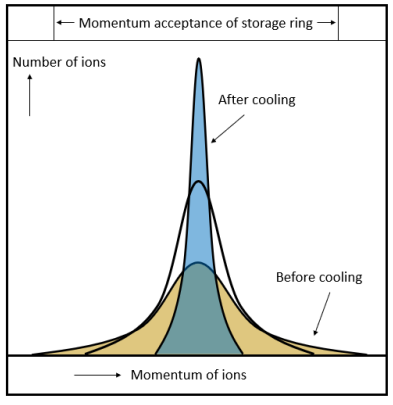 Momentum acceptance of storage ring
Number of ions
After cooling
Before cooling
Momentum of ions